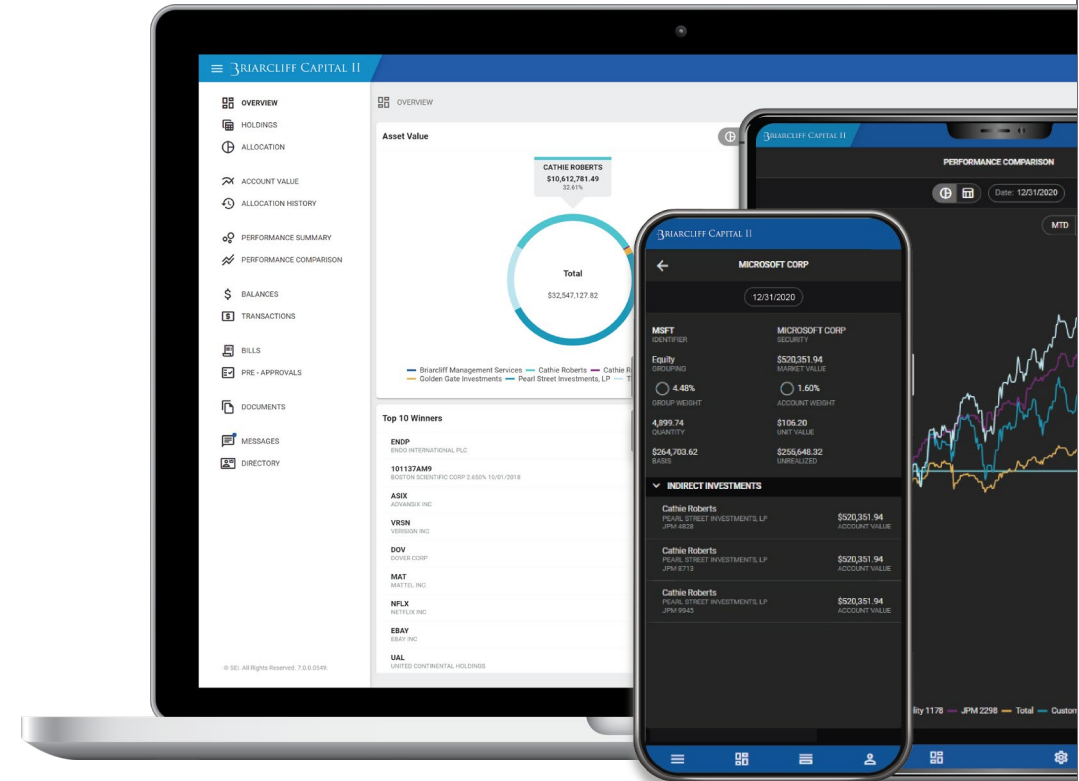 BRIARCLIFF CAPITAL II
OVERVIEW
HOLDINGS
ALLOCATION
ACCOUNT VALUE
ALLOCATION HISTORY
PERFORMANCE SUMMARY
PERFORMANCE COMPARISON
BALANCES
TRANSACTIONS
BILLS
PRE - APPROVALS
DOCUMENTS
MESSAGES
DIRECTORY
© SEI. All Rights Reserved. 7.0.0.0549.
OVERVIEW
Asset Value
CATHIE ROBERTS
$10,612,781.49
32.61%
Total
$32,547,127.82
Briarcliff Management Services Cathie Roberts Cathie R
Golden Gate Investments Pearl Street Investments, LP T
Top 10 Winners
ENDP
ENDO INTERNATIONAL PLC
101137AM9
BOSTON SCIENTIFIC CORP 2.650% 10/01/2018
ASIX
ADVANSIX INC
VRSN
VERISIGN INC
DOV
DOVER CORP
MAT
MATTEL INC
NFLX
NETFLIX INC
EBAY
EBAY INC
UAL
UNITED CONTINENTAL HOLDINGS
BRIARCLIFF CAPITAL II
MICROSOFT CORP
12/31/2020
MSFT MICROSOFT CORP
IDENTIFIER SECURITY
Equity $520,351.94
GROUPING MARKET VALUE
4.48% 1.60%
GROUP WEIGHT ACCOUNT WEIGHT
4,899.74 $106.20
QUANTITY UNIT VALUE
$264,703.62 $255,648.32
BASIS UNREALIZED
INDIRECT INVESTMENTS
Cathie Roberts
PEARL STREET INVESTMENTS, LP $520,351.94
JPM 4828 ACCOUNT VALUE
Cathie Roberts
PEARL STREET INVESTMENTS, LP $520,351.94
JPM 8713 ACCOUNT VALUE
Cathie Roberts
PEARL STREET INVESTMENTS, LP $520,351.94
JPM 9945 ACCOUNT VALUE
BRIARCLIFF CAPITAL II
PERFORMANCE COMPARISON
Date: 12/31/2020
MTD
lity 1178 JPM 2298 Total Custom